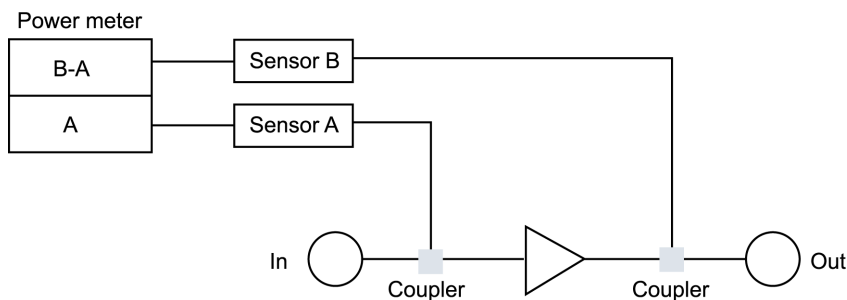 Power meter
B-A
Sensor B
A
Sensor A
In
Out
Coupler
Coupler